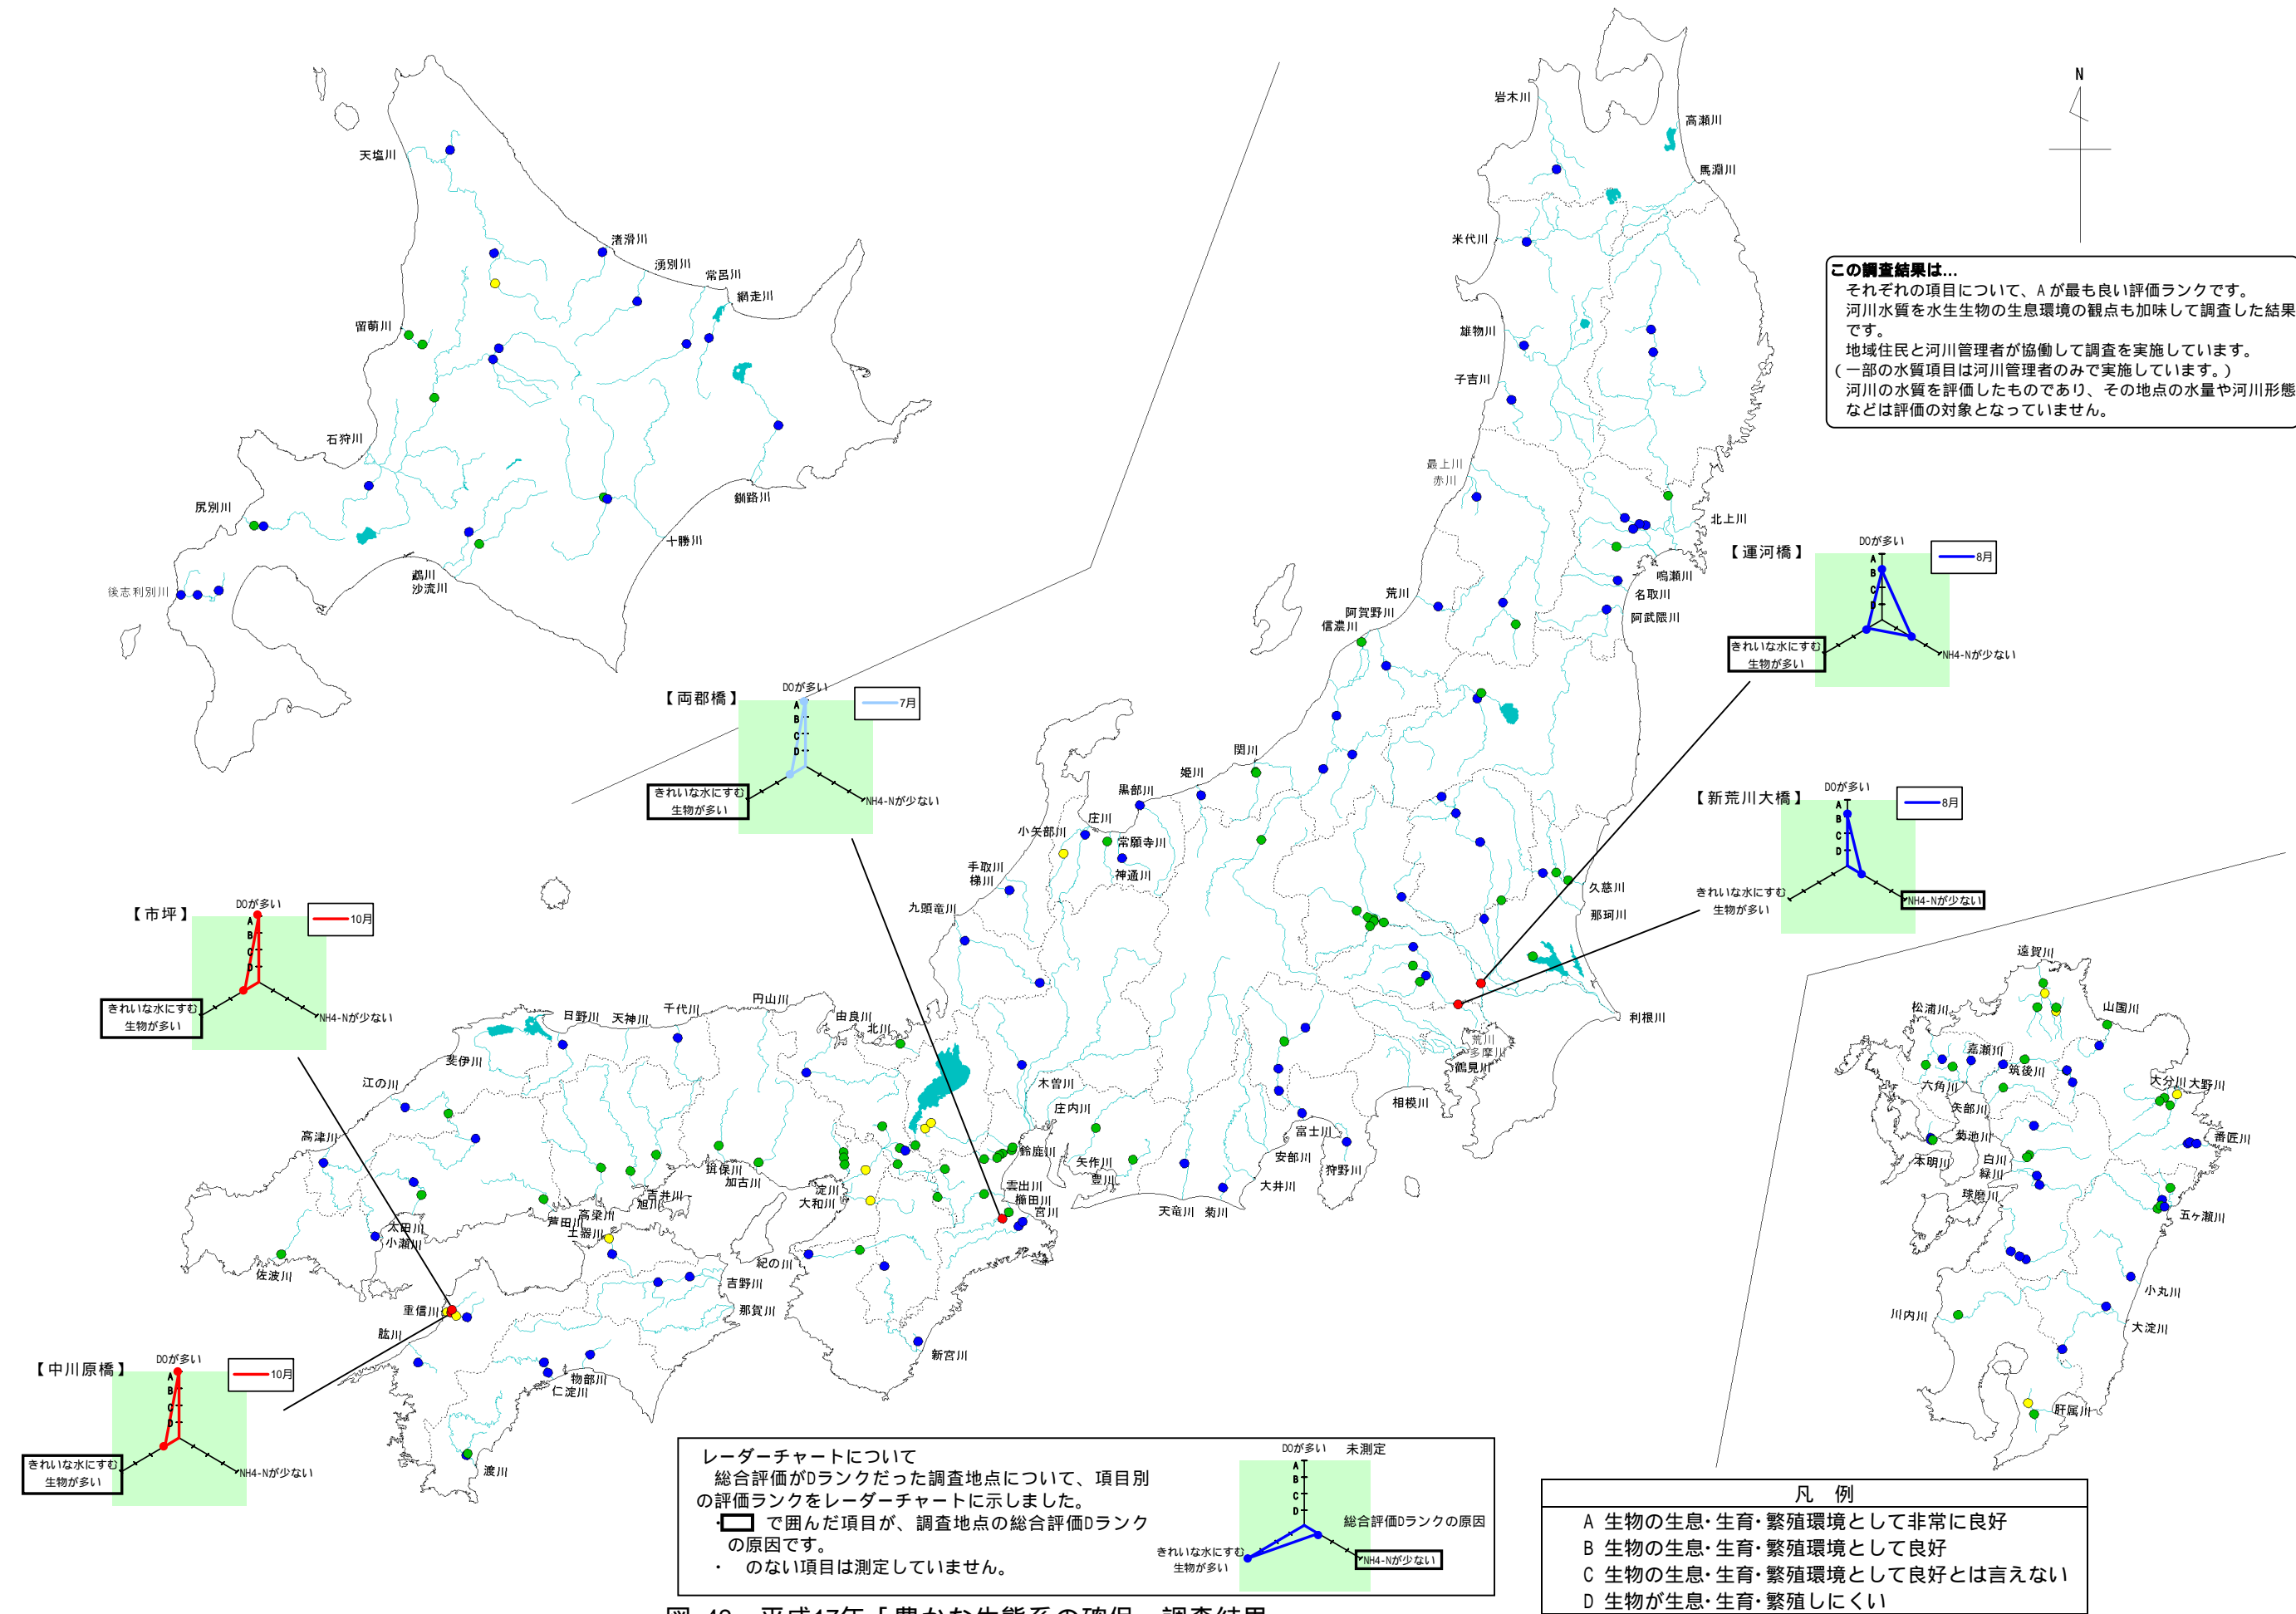 N
天塩川
渚滑川
湧別川
常呂川
網走川
留萌川
石狩川
尻別川
後志利別川
鵡川
沙流川
十勝川
釧路川
岩木川
高瀬川
馬淵川
米代川
雄物川
子吉川
最上川
赤川
北上川
鳴瀬川
名取川
阿武隈川
荒川
阿賀野川
信濃川
関川
姫川
黒部川
庄川
小矢部川
常願寺川
神通川
手取川
梯川
九頭竜川
久慈川
那珂川
利根川
荒川
多摩川
鶴見川
相模川
富士川
安部川
狩野川
大井川
天竜川 菊川
矢作川
豊川
庄内川
木曽川
鈴鹿川
雲出川
櫛田川
宮川
円山川
由良川
北川
千代川
天神川
日野川
斐伊川
江の川
高津川
揖保川
加古川
淀川
大和川
紀の川
新宮川
吉井川
旭川
高梁川
芦田川
土器川
太田川
小瀬川
佐波川
吉野川
那賀川
重信川
肱川
物部川
仁淀川
渡川
遠賀川
松浦川
山国川
嘉瀬川
筑後川
六角川
矢部川
大分川 大野川
番匠川
菊池川
本明川
白川
緑川
球磨川
五ヶ瀬川
小丸川
川内川
大淀川
肝属川
この調査結果は...
それぞれの項目について、Aが最も良い評価ランクです。
河川水質を水生生物の生息環境の観点も加味して調査した結果
です。
地域住民と河川管理者が協働して調査を実施しています。
(一部の水質項目は河川管理者のみで実施しています。)
河川の水質を評価したものであり、その地点の水量や河川形態
などは評価の対象となっていません。
【運河橋】
DOが多い
A
B
C
D
8月
きれいな水にすむ
生物が多い
NH4-Nが少ない
【新荒川大橋】
DOが多い
A
B
C
D
8月
きれいな水にすむ
生物が多い
NH4-Nが少ない
【両郡橋】
DOが多い
A
B
C
D
7月
きれいな水にすむ
生物が多い
NH4-Nが少ない
【市坪】
DOが多い
A
B
C
D
10月
きれいな水にすむ
生物が多い
NH4-Nが少ない
【中川原橋】
DOが多い
A
B
C
D
10月
きれいな水にすむ
生物が多い
NH4-Nが少ない
レーダーチャートについて
総合評価がDランクだった調査地点について、項目別
の評価ランクをレーダーチャートに示しました。
・ で囲んだ項目が、調査地点の総合評価Dランク
の原因です。
・ のない項目は測定していません。
DOが多い 未測定
A
B
C
D
総合評価Dランクの原因
きれいな水にすむ
生物が多い
NH4-Nが少ない
凡 例
A 生物の生息・生育・繁殖環境として非常に良好
B 生物の生息・生育・繁殖環境として良好
C 生物の生息・生育・繁殖環境として良好とは言えない
D 生物が生息・生育・繁殖しにくい